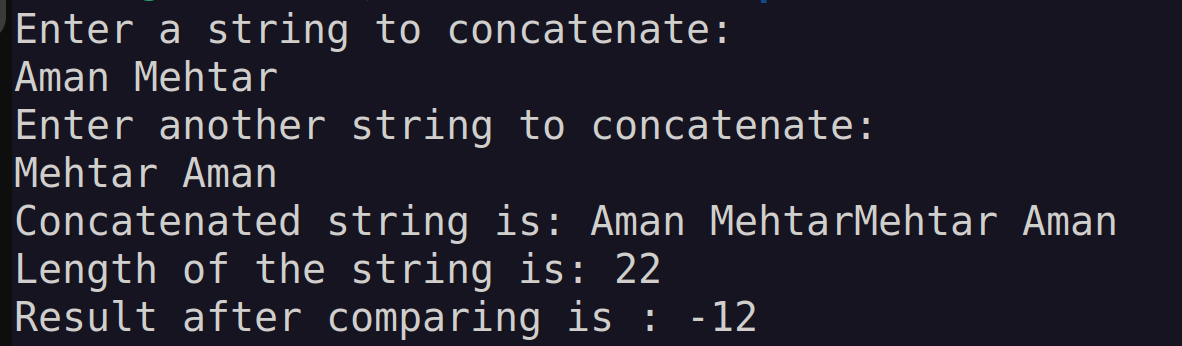 Enter a string to concatenate:
Aman Mehtar
Enter another string to concatenate:
Mehtar Aman
Concatenated string is: Aman MehtarMehtar Aman
Length of the string is: 22
Result after comparing is : -12